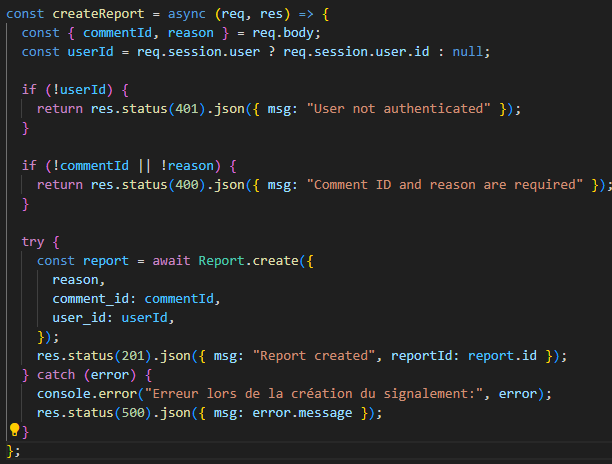 const createReport = async (req, res) => {
  const { commentId, reason } = req.body;
  const userId = req.session.user ? req.session.user.id : null;

  if (!userId) {
    return res.status(401).json({ msg: "User not authenticated" });
  }

  if (!commentId || !reason) {
    return res.status(400).json({ msg: "Comment ID and reason are required" });
  }

  try {
    const report = await Report.create({
      reason,
      comment_id: commentId,
      user_id: userId,
    });
    res.status(201).json({ msg: "Report created", reportId: report.id });
  } catch (error) {
    console.error("Erreur lors de la création du signalement:", error);
    res.status(500).json({ msg: error.message });
  }
};